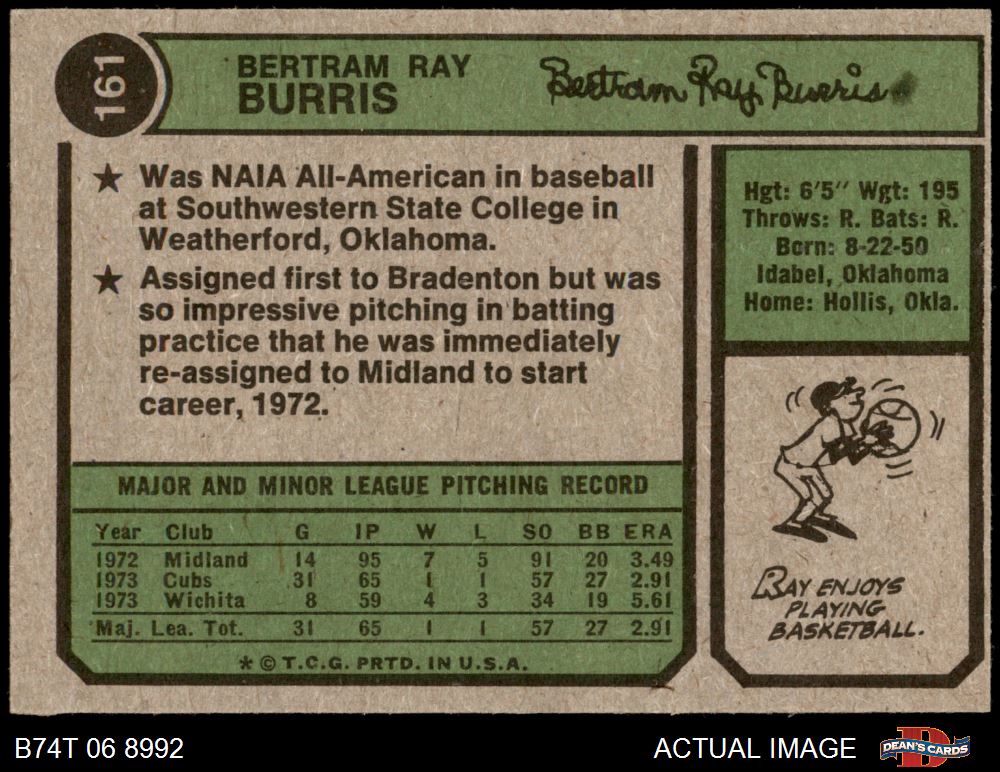 161
BERTRAM RAY
BURRIS
Bertram Ray Burris
★ Was NAIA All-American in baseball
at Southwestern State College in
Weatherford, Oklahoma.
★ Assigned first to Bradenton but was
so impressive pitching in batting
practice that he was immediately
re-assigned to Midland to start
career, 1972.
Hgt: 6'5" Wgt: 195
Throws: R. Bats: R.
Born: 8-22-50
Idabel, Oklahoma
Home: Hollis, Okla.
RAY ENJOYS
PLAYING
BASKETBALL.
MAJOR AND MINOR LEAGUE PITCHING RECORD
Year Club G IP W L SO BB ERA
1972 Midland 14 95 7 5 91 20 3.49
1973 Cubs 31 65 1 1 57 27 2.91
1973 Wichita 8 59 4 3 34 19 5.61
Maj. Lea. Tot. 31 65 1 1 57 27 2.91
* © T.C.G. PRTD. IN U.S.A.
B74T 06 8992
ACTUAL IMAGE
D
DEAN'S CARDS